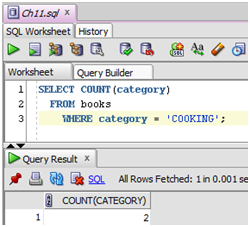 Ch11.sql
SQL Worksheet History
Worksheet Query Builder
1 SELECT COUNT(category)
2 FROM books
3 WHERE category = 'COOKING';
Query Result x
SQL | All Rows Fetched: 1 in 0.001 se
COUNT(CATEGORY)
1 2